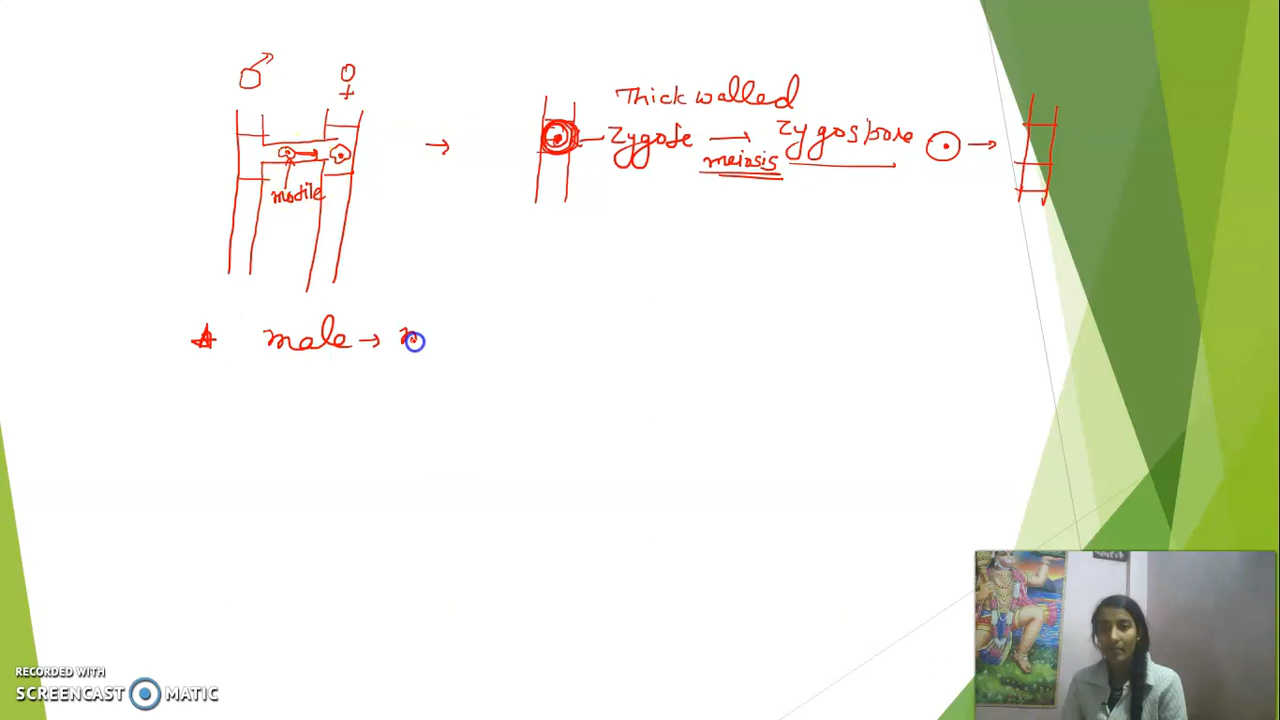 ♂ ♀
Thick walled
→ zygote → zygospore →
meiosis
motile
★ male → m
RECORDED WITH
SCREENCAST MATIC